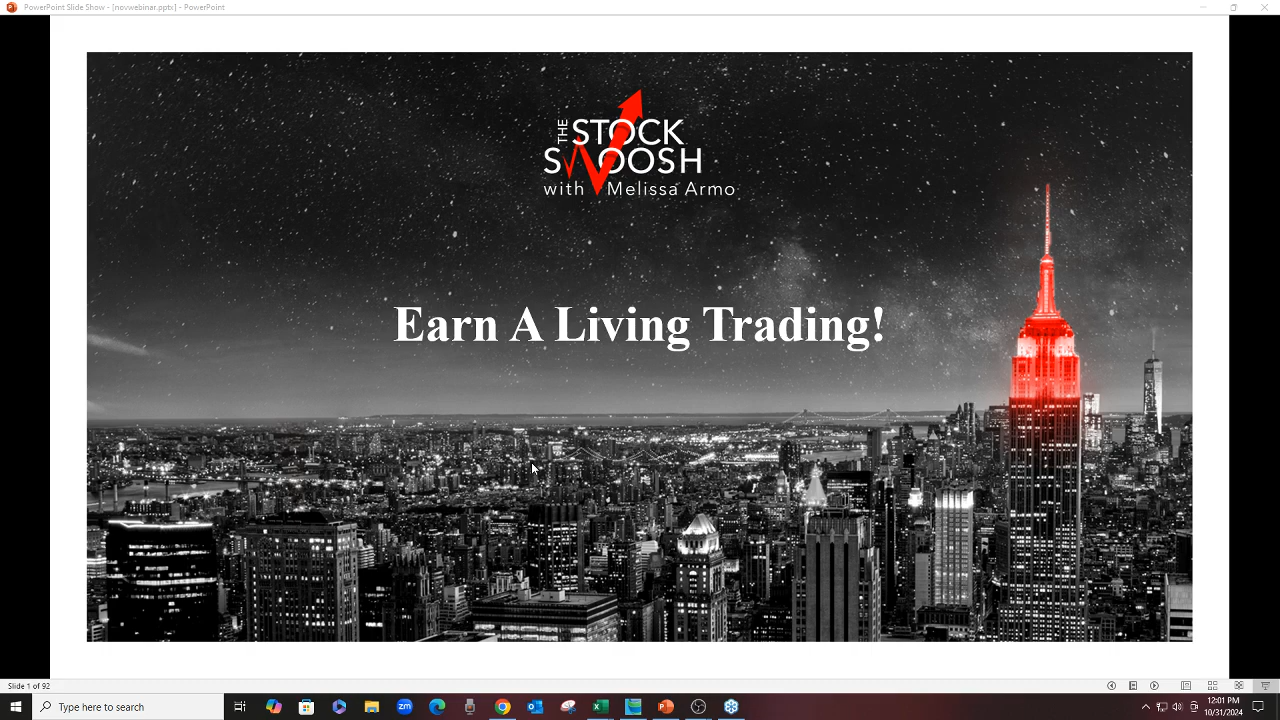 PowerPoint Slide Show - [novwebinar.pptx] - PowerPoint
THE STOCK
SWOOSH
with Melissa Armo
Earn A Living Trading!
Slide 1 of 92
Type here to search
12:01 PM
10/31/2024